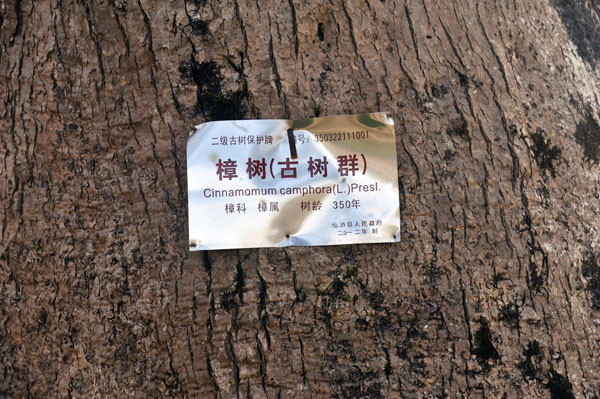 二级古树保护牌 编号：350322111001
樟树(古树群)
Cinnamomum camphora(L.)Presl.
樟科 樟属 树龄 350年
仙游县人民政府
二〇一二年 制